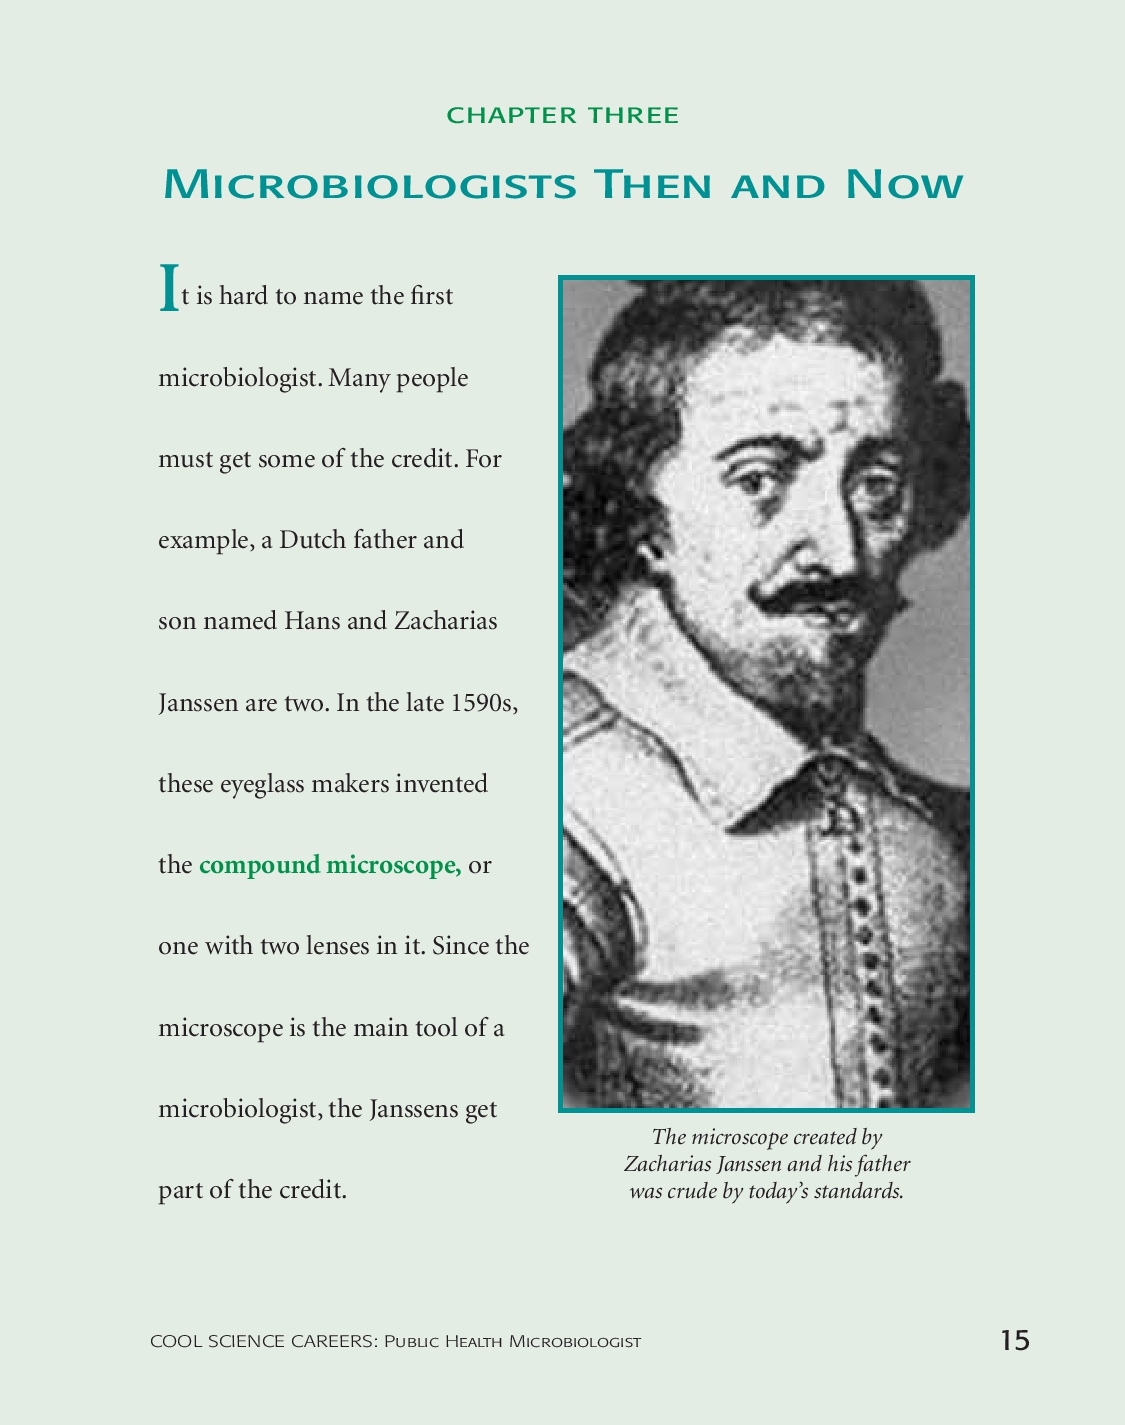 CHAPTER THREE
MICROBIOLOGISTS THEN AND NOW
It is hard to name the first
microbiologist. Many people
must get some of the credit. For
example, a Dutch father and
son named Hans and Zacharias
Janssen are two. In the late 1590s,
these eyeglass makers invented
the compound microscope, or
one with two lenses in it. Since the
microscope is the main tool of a
microbiologist, the Janssens get
part of the credit.
The microscope created by
Zacharias Janssen and his father
was crude by today’s standards.
COOL SCIENCE CAREERS: PUBLIC HEALTH MICROBIOLOGIST 15